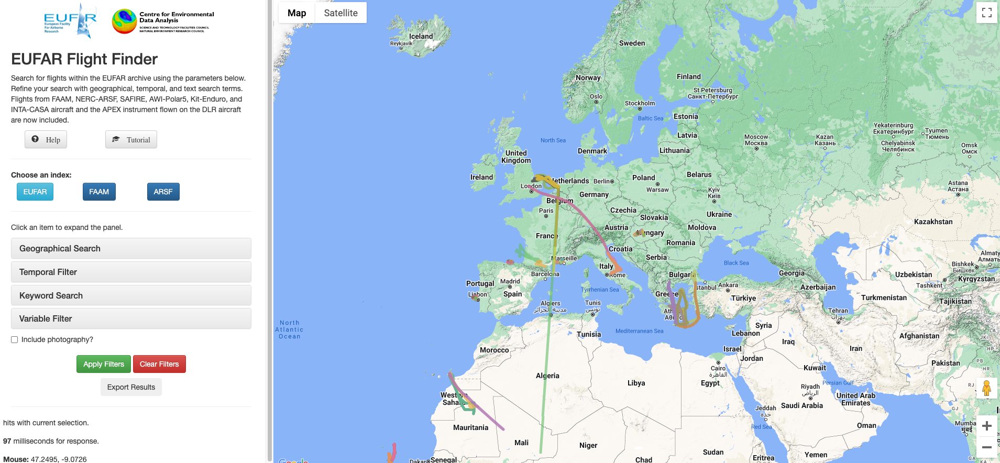 EUFAR
European Facility
For Airborne
Research
Centre for Environmental
Data Analysis
SCIENCE AND TECHNOLOGY FACILITIES COUNCIL
NATURAL ENVIRONMENT RESEARCH COUNCIL
EUFAR Flight Finder
Search for flights within the EUFAR archive using the parameters below.
Refine your search with geographical, temporal, and text search terms.
Flights from FAAM, NERC-ARSF, SAFIRE, AWI-Polar5, Kit-Enduro, and
INTA-CASA aircraft and the APEX instrument flown on the DLR aircraft
are now included.
Help
Tutorial
Choose an index:
EUFAR
FAAM
ARSF
Click an item to expand the panel.
Geographical Search
Temporal Filter
Keyword Search
Variable Filter
Include photography?
Apply Filters
Clear Filters
Export Results
hits with current selection.
97 milliseconds for response.
Mouse: 47.2495, -9.0726
Map
Satellite
Iceland
Reykjavík
Sweden
Norway
Finland
Oslo
St Petersburg
Санкт-Петербург
Stockholm
Baltic Sea
Estonia
Latvia
Lithuania
North Sea
Denmark
Moscow
Москва
Yekaterinburg
Екатеринбург
Tyumen
Тюмень
Kazan
Казань
Chelyabinsk
Челябинск
Omsk
Омск
United
Kingdom
Ireland
London
Netherlands
Berlin
Poland
Warsaw
Belarus
Belgium
Germany
Kyiv
Київ
Astana
Астана
Paris
Czechia
Slovakia
Ukraine
Kazakhstan
Austria
Hungary
Moldova
France
Croatia
Romania
Marseille
Serbia
Italy
Rome
Black Sea
Almaty
Алматы
Bishkek
Бишкек
Barcelona
Bulgaria
Georgia
Uzbekistan
Kyrgyzstan
Portugal
Madrid
Spain
Lisbon
Tyrrhenian Sea
Greece
Istanbul
Ankara
Azerbaijan
Tashkent
Türkiye
Turkmenistan
Tajikistan
Algiers
مدينة الجزائر
Tunis
تونس
Tehran
تهران
North
Atlantic
Ocean
Tunisia
Mediterranean Sea
Syria
Lebanon
Afghanistan
Morocco
Israel
Iraq
Iran
Jordan
JK
HP
PB
HR
Cairo
القاهرة
Kuwait
Pakistan
Algeria
Libya
Egypt
Riyadh
الرياض
Persian Gulf
RJ
Western
Sahara
United Arab
Emirates
Jeddah
جدة
Saudi Arabia
GJ
Mauritania
Red Sea
Oman
Mumbai
मुंबई
Mali
Niger
Sudan
Yemen
Dakar
Senegal
Chad
Eritrea
GA
KA
Google